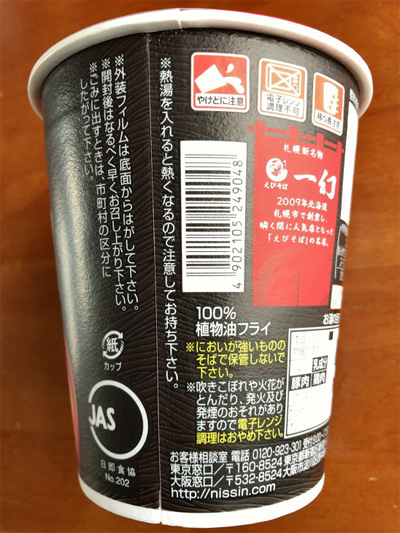 ※外装フィルムは底面からはがして下さい。
※開封後はなるべく早くお召し上がり下さい。
※ごみに出すときは、市町村の区分に
したがって下さい。
紙
カップ
JAS
日即食協
No.202
※熱湯を入れると熱くなるので注意してお持ち下さい。
やけどに注意
電子レンジ
調理不可
4902105249048
札幌新名物
えびそば
一幻
2009年北海道
札幌市で創業し、
瞬く間に人気店となった
「えびそば」の名店。
100%
植物油フライ
※においが強いものの
そばで保管しないで
下さい。
※吹きこぼれや火花が
とんだり、発火及び
発煙のおそれがあり
ますので電子レンジ
調理はおやめ下さい。
豚肉
鶏肉
お客様相談室 電話 0120-923-301
東京窓口/〒160-8524
大阪窓口/〒532-8524
http://nissin.com